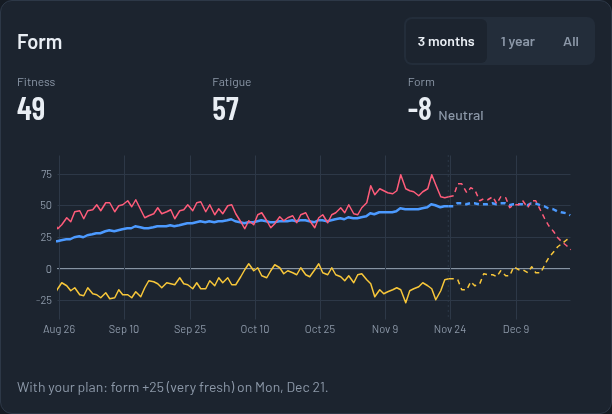 Form
3 months 1 year All
Fitness Fatigue Form
49 57 -8 Neutral
75
50
25
0
-25
Aug 26 Sep 10 Sep 25 Oct 10 Oct 25 Nov 9 Nov 24 Dec 9
With your plan: form +25 (very fresh) on Mon, Dec 21.